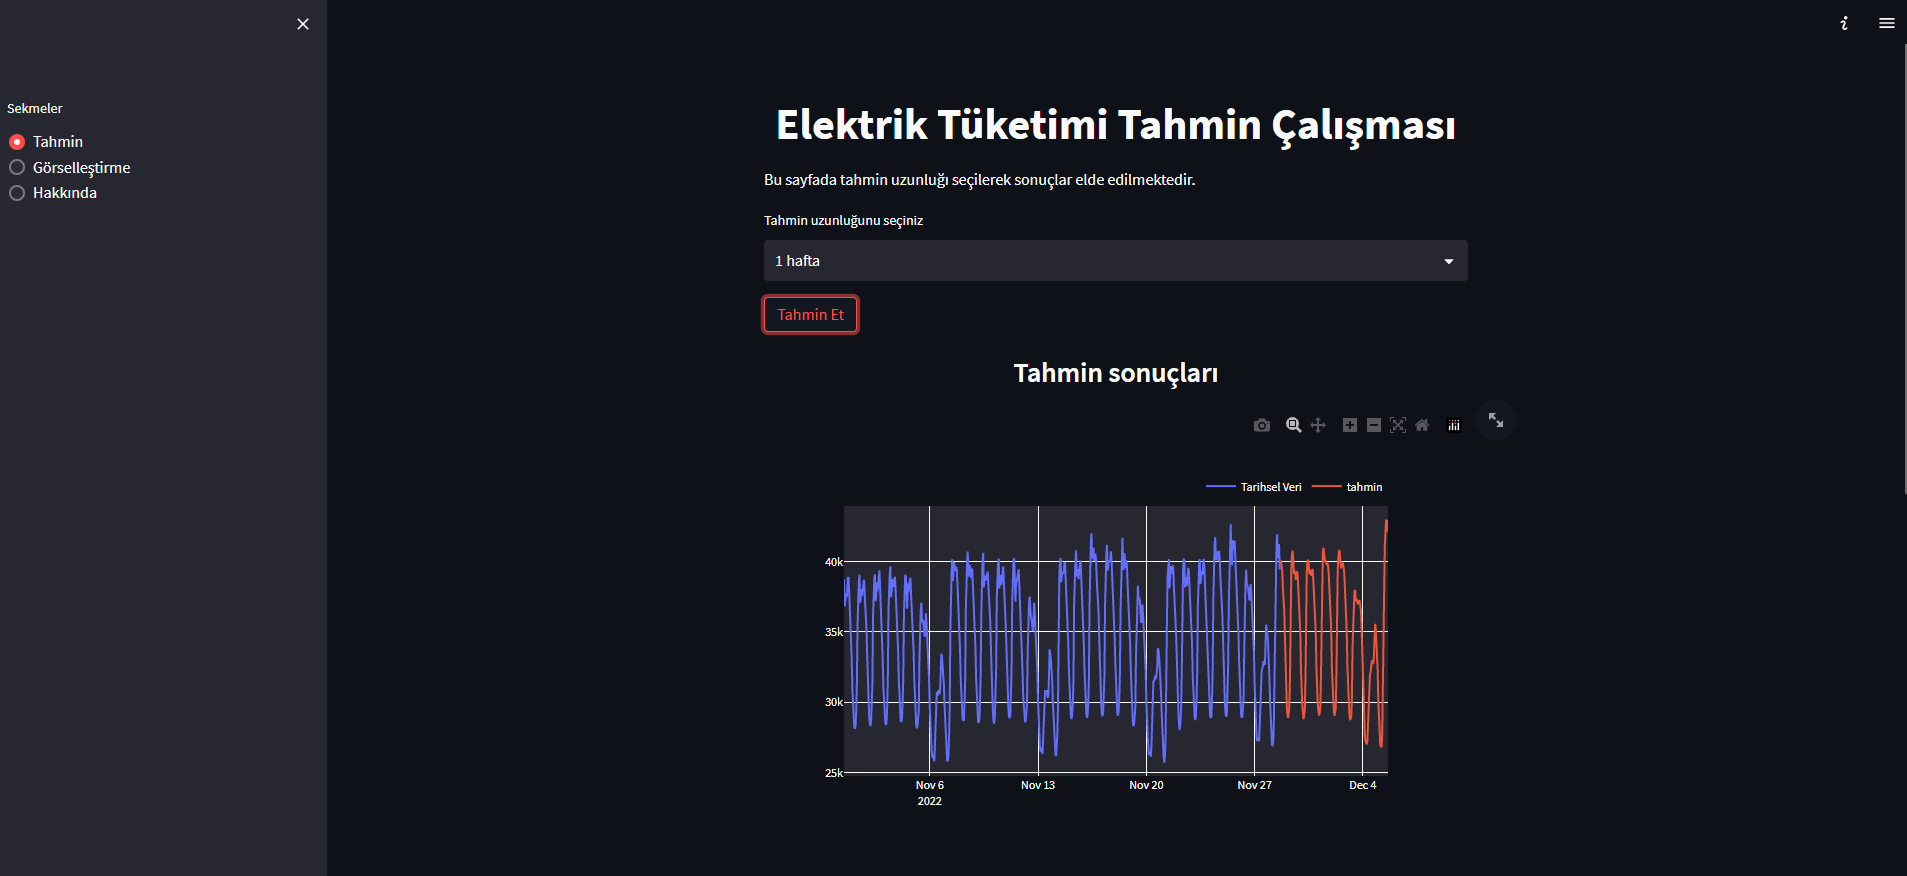 Sekmeler
Tahmin
Görselleştirme
Hakkında
Elektrik Tüketimi Tahmin Çalışması
Bu sayfada tahmin uzunluğı seçilerek sonuçlar elde edilmektedir.
Tahmin uzunluğunu seçiniz
1 hafta
Tahmin Et
Tahmin sonuçları
Tarihsel Veri tahmin
40k
35k
30k
25k
Nov 6 Nov 13 Nov 20 Nov 27 Dec 4
2022